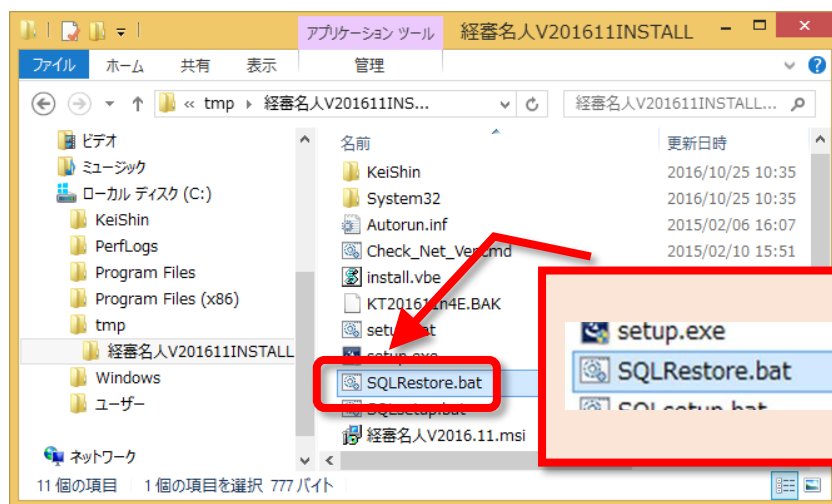 アプリケーション ツール
経審名人V201611INSTALL
ファイル
ホーム
共有
表示
管理
« tmp ▸ 経審名人V201611INS...
経審名人V201611INSTALL...
ビデオ
ミュージック
ローカル ディスク (C:)
KeiShin
PerfLogs
Program Files
Program Files (x86)
tmp
経審名人V201611INSTALL
Windows
ユーザー
ネットワーク
名前
更新日時
KeiShin
2016/10/25 10:35
System32
2016/10/25 10:35
Autorun.inf
2015/02/06 16:07
Check_Net_Ver.cmd
2015/02/10 15:51
install.vbe
KT201611n4E.BAK
setup.bat
setup.exe
SQLRestore.bat
SQLsetup.bat
経審名人V2016.11.msi
setup.exe
SQLRestore.bat
SQLsetup.bat
11 個の項目
1 個の項目を選択 777 バイト